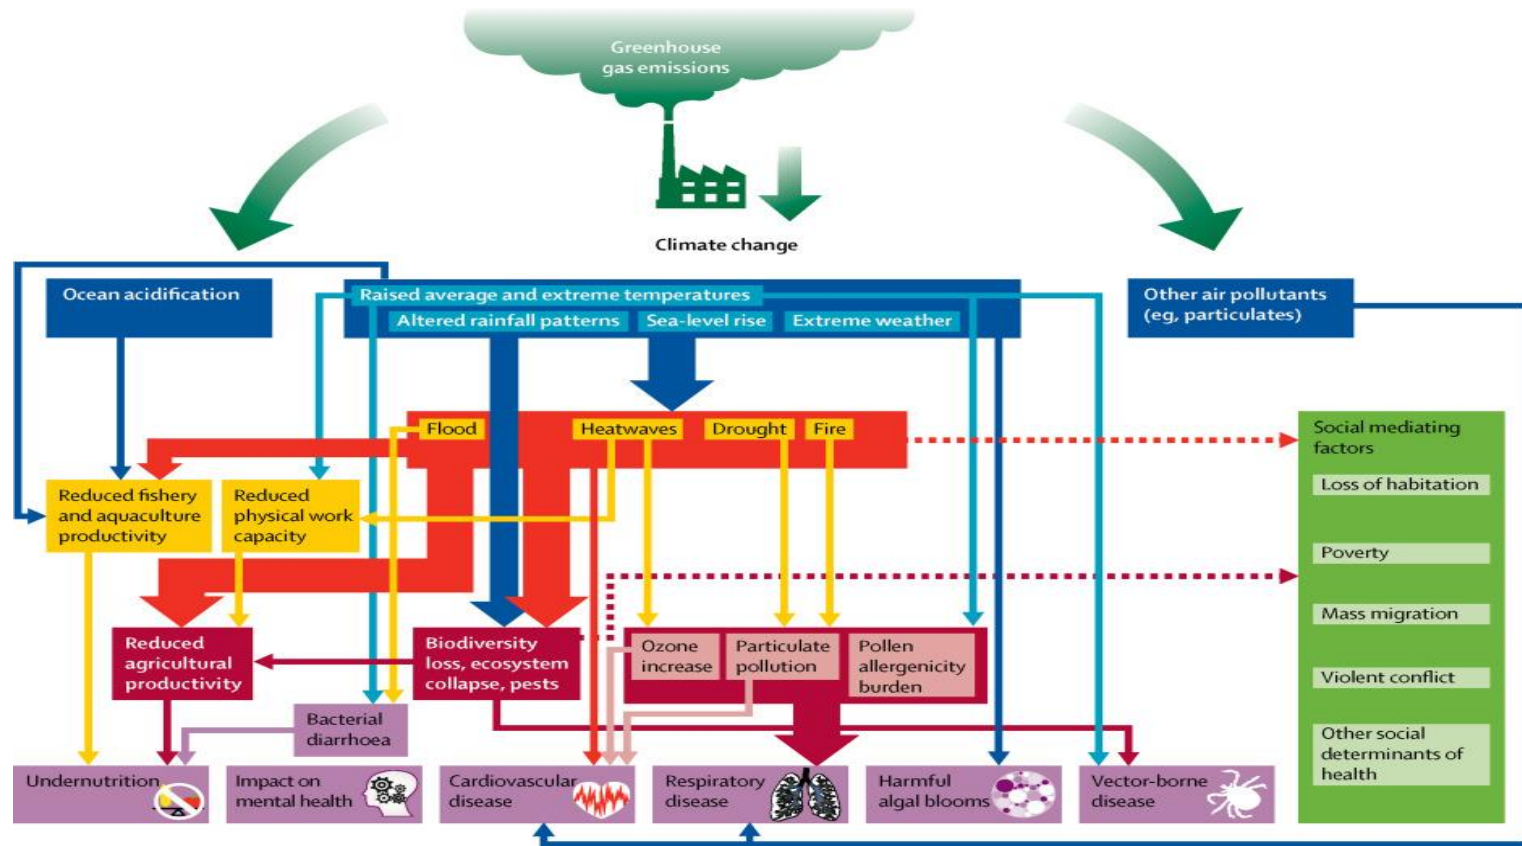 Greenhouse
gas emissions
Climate change
Ocean acidification
Raised average and extreme temperatures
Altered rainfall patterns
Sea-level rise
Extreme weather
Other air pollutants
(eg, particulates)
Flood
Heatwaves
Drought
Fire
Social mediating
factors
Loss of habitation
Poverty
Mass migration
Violent conflict
Other social
determinants of
health
Reduced fishery
and aquaculture
productivity
Reduced
physical work
capacity
Reduced
agricultural
productivity
Biodiversity
loss, ecosystem
collapse, pests
Ozone
increase
Particulate
pollution
Pollen
allergenicity
burden
Bacterial
diarrhoea
Undernutrition
Impact on
mental health
Cardiovascular
disease
Respiratory
disease
Harmful
algal blooms
Vector-borne
disease